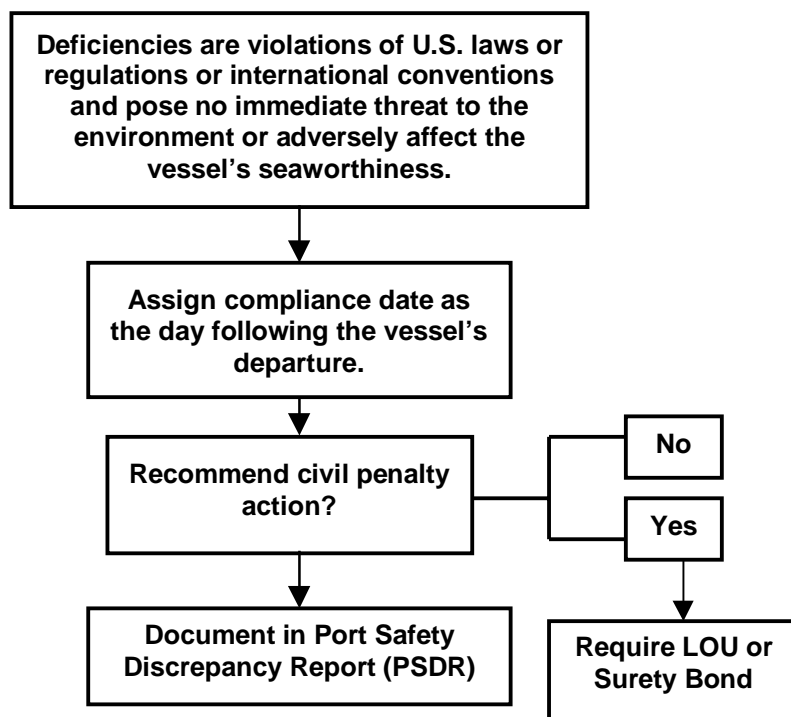 Deficiencies are violations of U.S. laws or
regulations or international conventions
and pose no immediate threat to the
environment or adversely affect the
vessel’s seaworthiness.
Assign compliance date as
the day following the vessel’s
departure.
Recommend civil penalty
action?
No
Yes
Document in Port Safety
Discrepancy Report (PSDR)
Require LOU or
Surety Bond